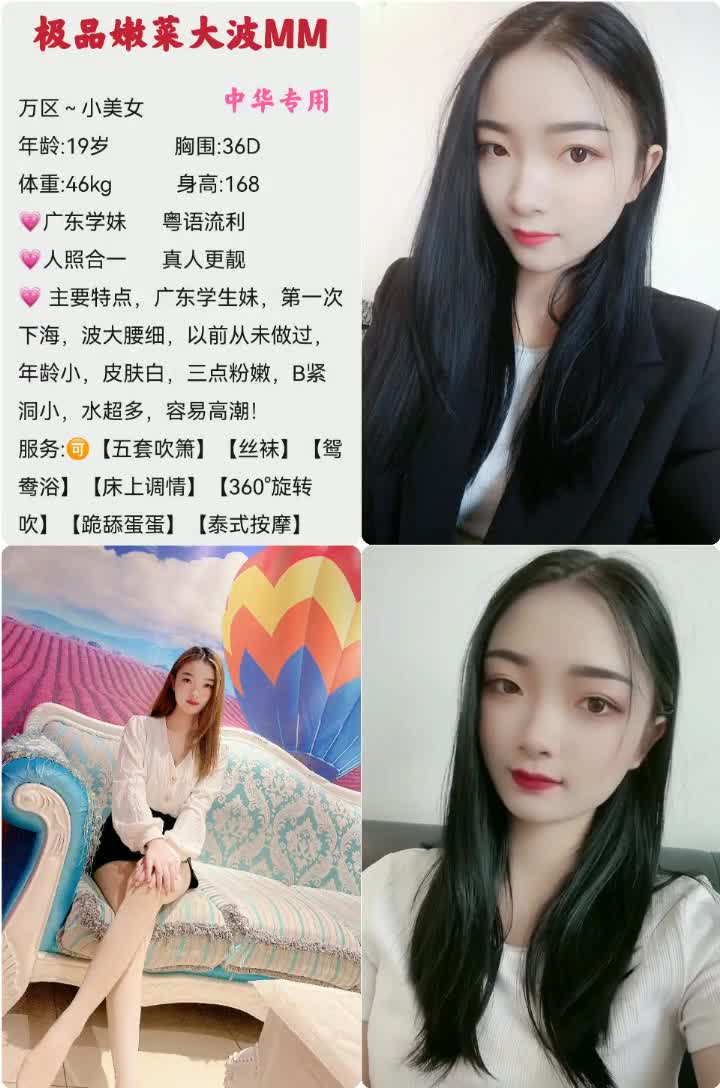 极品嫩菜大波MM
中华专用
万区~小美女
年龄:19岁 胸围:36D
体重:46kg 身高:168
💗广东学妹 粤语流利
💗人照合一 真人更靓
💗 主要特点，广东学生妹，第一次
下海，波大腰细，以前从未做过，
年龄小，皮肤白，三点粉嫩，B紧
洞小，水超多，容易高潮！
服务:🉑【五套吹箫】【丝袜】【鸳
鸯浴】【床上调情】【360°旋转
吹】【跪舔蛋蛋】【泰式按摩】